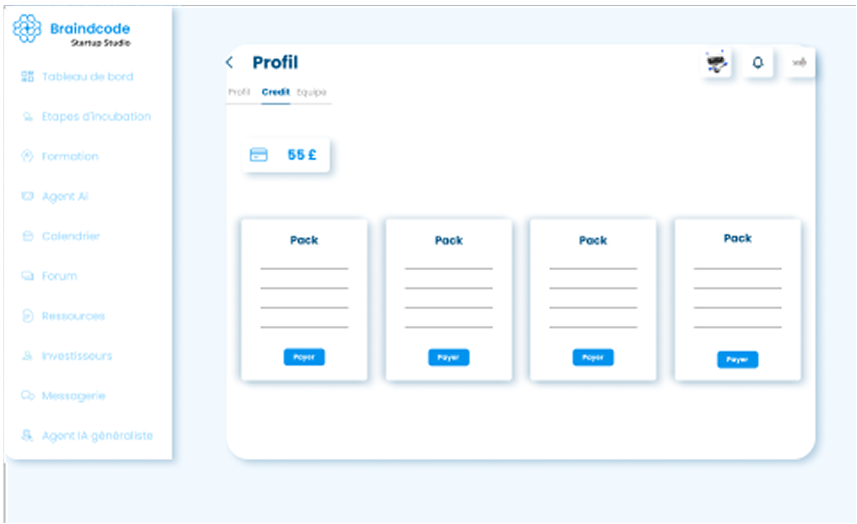 Braindcode
Startup Studio
Tableau de bord
Etapes d'incubation
Formation
Agent Ai
Calendrier
Forum
Ressources
Investisseurs
Messagerie
Agent IA généraliste
Profil
Profil Credit Equipe
55 £
Pack Pack Pack Pack
Payer Payer Payer Payer